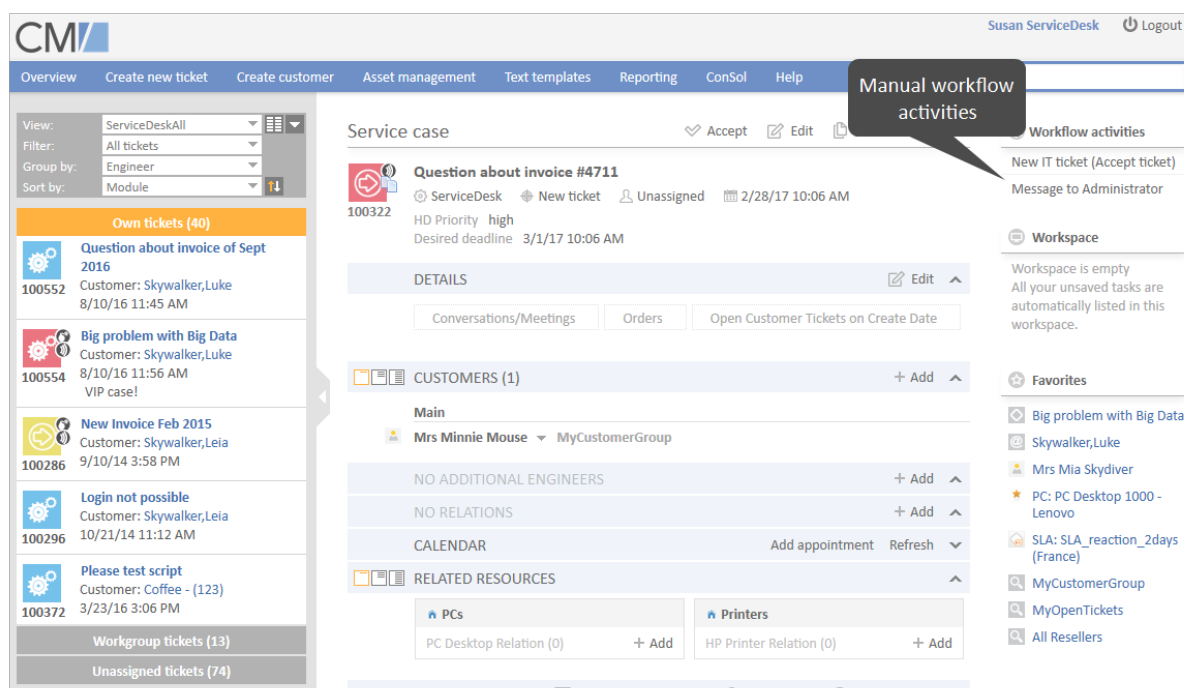 CM/
Susan ServiceDesk
Logout
Overview
Create new ticket
Create customer
Asset management
Text templates
Reporting
ConSol
Help
Manual workflow
activities
View:
ServiceDeskAll
Filter:
All tickets
Group by:
Engineer
Sort by:
Module
Own tickets (40)
Question about invoice of Sept
2016
Customer: Skywalker,Luke
100552
8/10/16 11:45 AM
Big problem with Big Data
Customer: Skywalker,Luke
100554
8/10/16 11:56 AM
VIP case!
New Invoice Feb 2015
Customer: Skywalker,Leia
100286
9/10/14 3:58 PM
Login not possible
Customer: Skywalker,Leia
100296
10/21/14 11:12 AM
Please test script
Customer: Coffee - (123)
100372
3/23/16 3:06 PM
Workgroup tickets (13)
Unassigned tickets (74)
Service case
Accept
Edit
Question about invoice #4711
100322
ServiceDesk
New ticket
Unassigned
2/28/17 10:06 AM
HD Priority high
Desired deadline 3/1/17 10:06 AM
DETAILS
Edit
Conversations/Meetings
Orders
Open Customer Tickets on Create Date
CUSTOMERS (1)
+ Add
Main
Mrs Minnie Mouse
MyCustomerGroup
NO ADDITIONAL ENGINEERS
+ Add
NO RELATIONS
+ Add
CALENDAR
Add appointment
Refresh
RELATED RESOURCES
PCs
PC Desktop Relation (0)
+ Add
Printers
HP Printer Relation (0)
+ Add
Workflow activities
New IT ticket (Accept ticket)
Message to Administrator
Workspace
Workspace is empty
All your unsaved tasks are
automatically listed in this
workspace.
Favorites
Big problem with Big Data
Skywalker,Luke
Mrs Mia Skydiver
PC: PC Desktop 1000 -
Lenovo
SLA: SLA_reaction_2days
(France)
MyCustomerGroup
MyOpenTickets
All Resellers